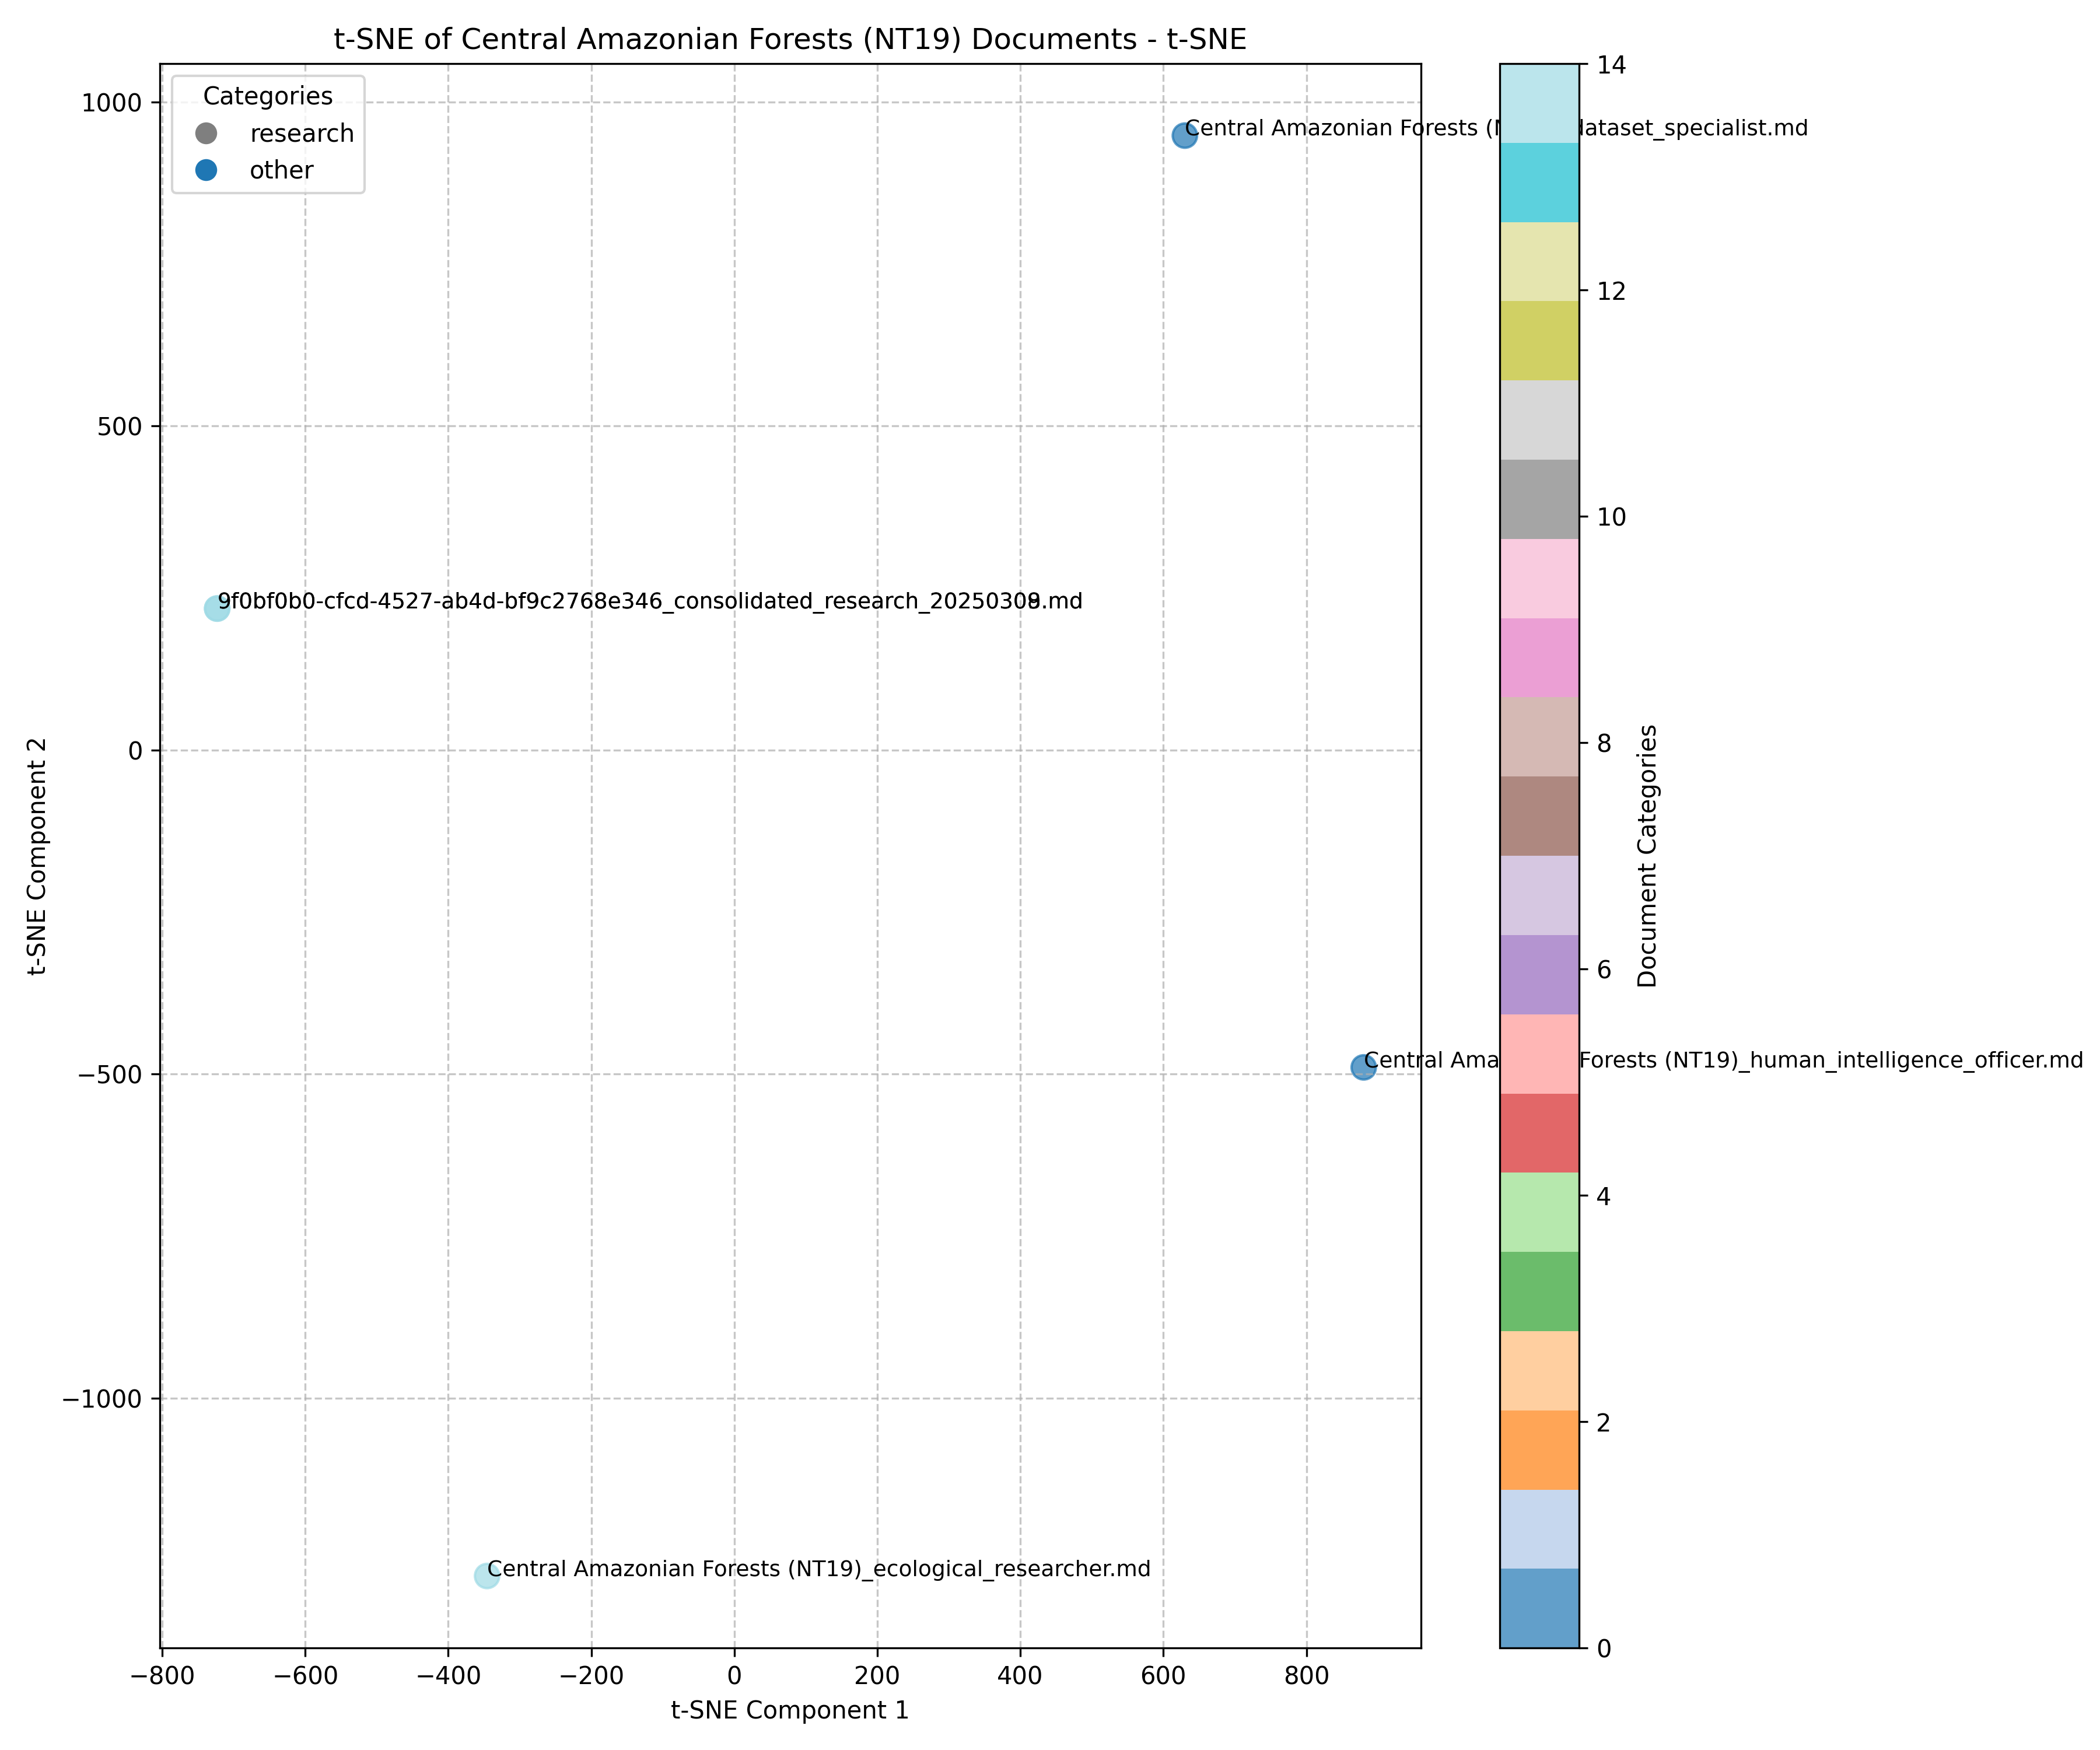 t-SNE of Central Amazonian Forests (NT19) Documents - t-SNE
Categories
research
other
1000
500
0
−500
−1000
t-SNE Component 2
Central Amazonian Forests (N dataset_specialist.md
9f0bf0b0-cfcd-4527-ab4d-bf9c2768e346_consolidated_research_.md
Central Ama Forests (NT19)_human_intelligence_officer.md
Central Amazonian Forests (NT19)_ecological_researcher.md
−800 −600 −400 −200 0 200 400 600 800
t-SNE Component 1
14
12
10
8
6
4
2
0
Document Categories